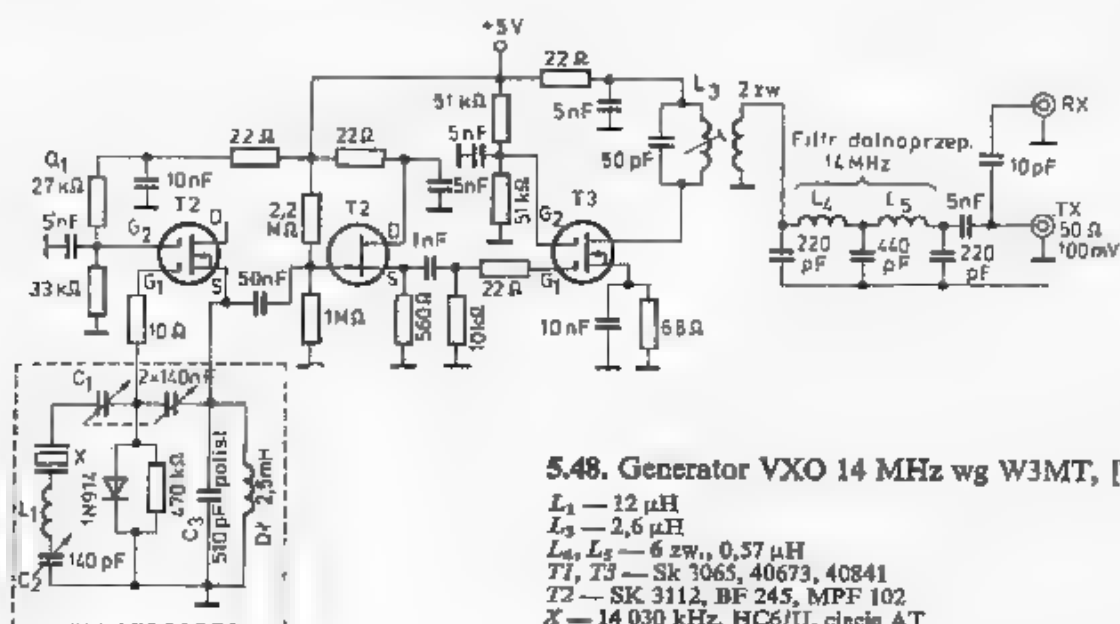 +5V
22 Ω
L3
2 zw
51 kΩ
5nF
5nF
50 pF
RX
Filtr dolnoprzep.
14 MHz
10 pF
22 Ω
22 Ω
Q1
27 kΩ
10nF
T2
D
5nF
G2
33 kΩ
G1
S
10 Ω
50nF
2,2
MΩ
T2
D
5nF
51 kΩ
G2
T3
1nF
S
22 Ω
G1
1MΩ
560Ω
10kΩ
10nF
68Ω
L4
L5
5nF
TX
50 Ω
100mV
220
pF
440
pF
220
pF
C1
2×140nF
X
1N914
470 kΩ
C3
510 pF polist
Dł 2,5mH
L1
C2
140 pF
5.48. Generator VXO 14 MHz wg W3MT, [
L1 — 12 μH
L3 — 2,6 μH
L4, L5 — 6 zw., 0,57 μH
T1, T3 — Sk 3065, 40673, 40841
T2 — SK 3112, BF 245, MPF 102
X — 14 030 kHz, HC6/U, cięcie AT